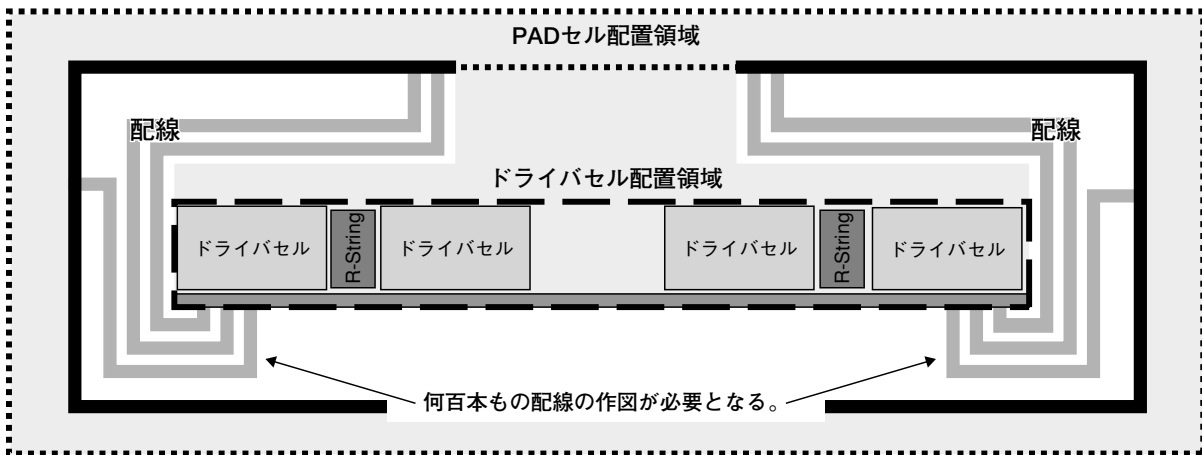 PADセル配置領域
配線
配線
ドライバセル配置領域
ドライバセル
R-String
ドライバセル
ドライバセル
R-String
ドライバセル
何百本もの配線の作図が必要となる。